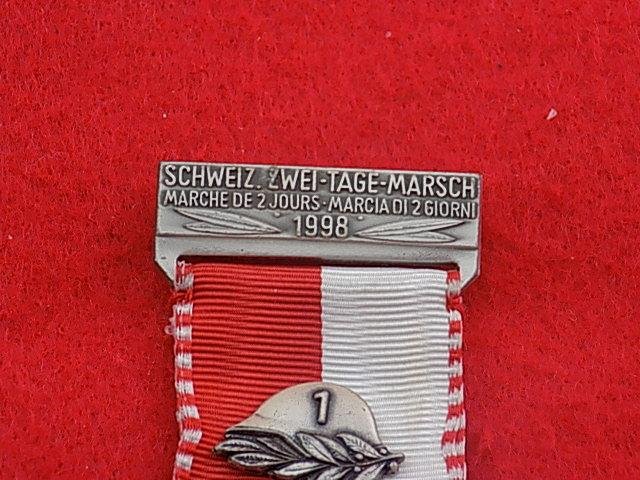 SCHWEIZ. ZWEI-TAGE-MARSCH
MARCHE DE 2 JOURS · MARCIA DI 2 GIORNI
1998
1